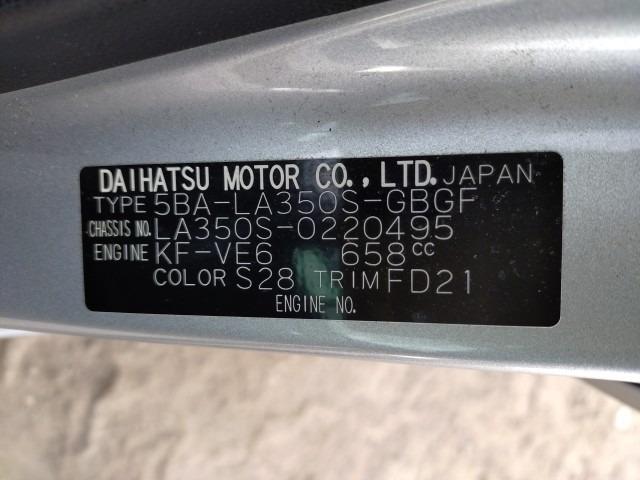 DAIHATSU MOTOR CO., LTD. JAPAN
TYPE 5BA-LA350S-GBGF
CHASSIS NO. LA350S-0220495
ENGINE KF-VE6 658cc
COLOR S28 TRIM FD21
ENGINE NO.